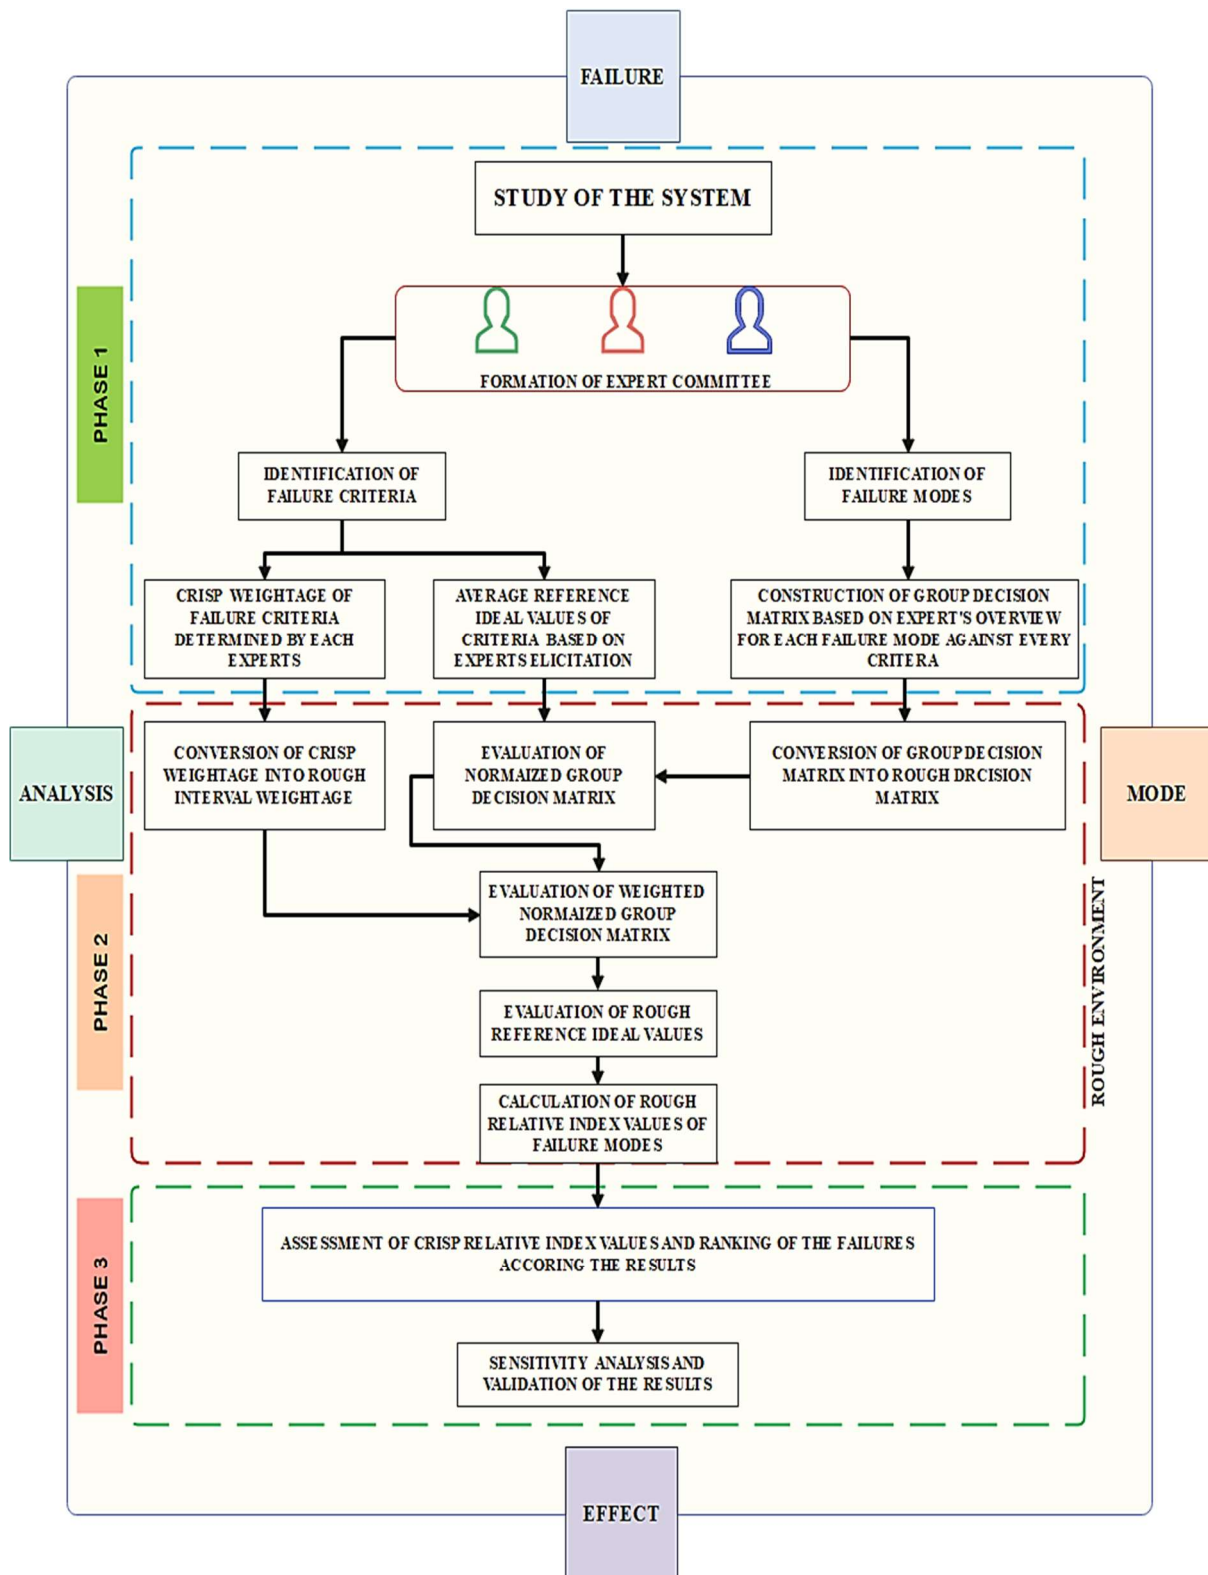 FAILURE
STUDY OF THE SYSTEM
PHASE 1
FORMATION OF EXPERT COMMITTEE
IDENTIFICATION OF
FAILURE CRITERIA
IDENTIFICATION OF
FAILURE MODES
CRISP WEIGHTAGE OF
FAILURE CRITERIA
DETERMINED BY EACH
EXPERTS
AVERAGE REFERENCE
IDEAL VALUES OF
CRITERIA BASED ON
EXPERTS ELICITATION
CONSTRUCTION OF GROUP DECISION
MATRIX BASED ON EXPERT'S OVERVIEW
FOR EACH FAILURE MODE AGAINST EVERY
CRITERA
ANALYSIS
CONVERSION OF CRISP
WEIGHTAGE INTO ROUGH
INTERVAL WEIGHTAGE
EVALUATION OF
NORMAIZED GROUP
DECISION MATRIX
CONVERSION OF GROUP DECISION
MATRIX INTO ROUGH DRCISION
MATRIX
MODE
PHASE 2
EVALUATION OF WEIGHTED
NORMAIZED GROUP
DECISION MATRIX
ROUGH ENVIRONMENT
EVALUATION OF ROUGH
REFERENCE IDEAL VALUES
CALCULATION OF ROUGH
RELATIVE INDEX VALUES OF
FAILURE MODES
PHASE 3
ASSESSMENT OF CRISP RELATIVE INDEX VALUES AND RANKING OF THE FAILURES
ACCORING THE RESULTS
SENSITIVITY ANALYSIS AND
VALIDATION OF THE RESULTS
EFFECT